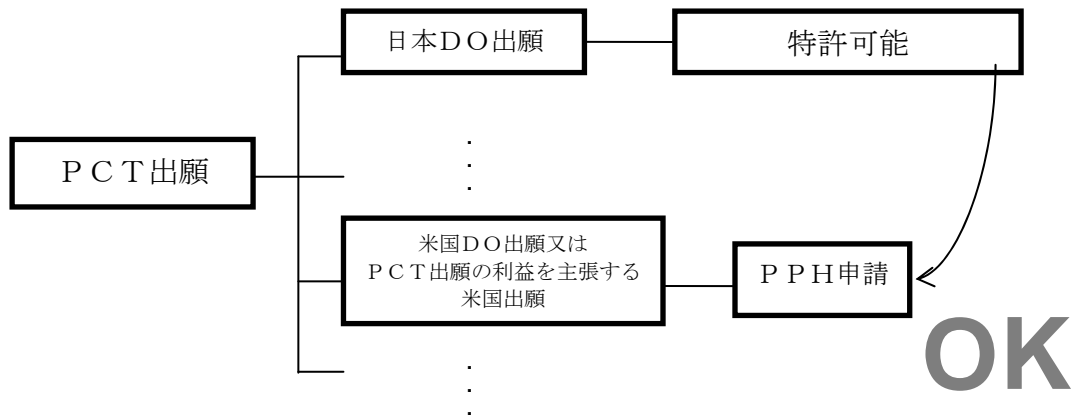 日本ＤＯ出願
特許可能
ＰＣＴ出願
米国ＤＯ出願又は
ＰＣＴ出願の利益を主張する
米国出願
ＰＰＨ申請
OK